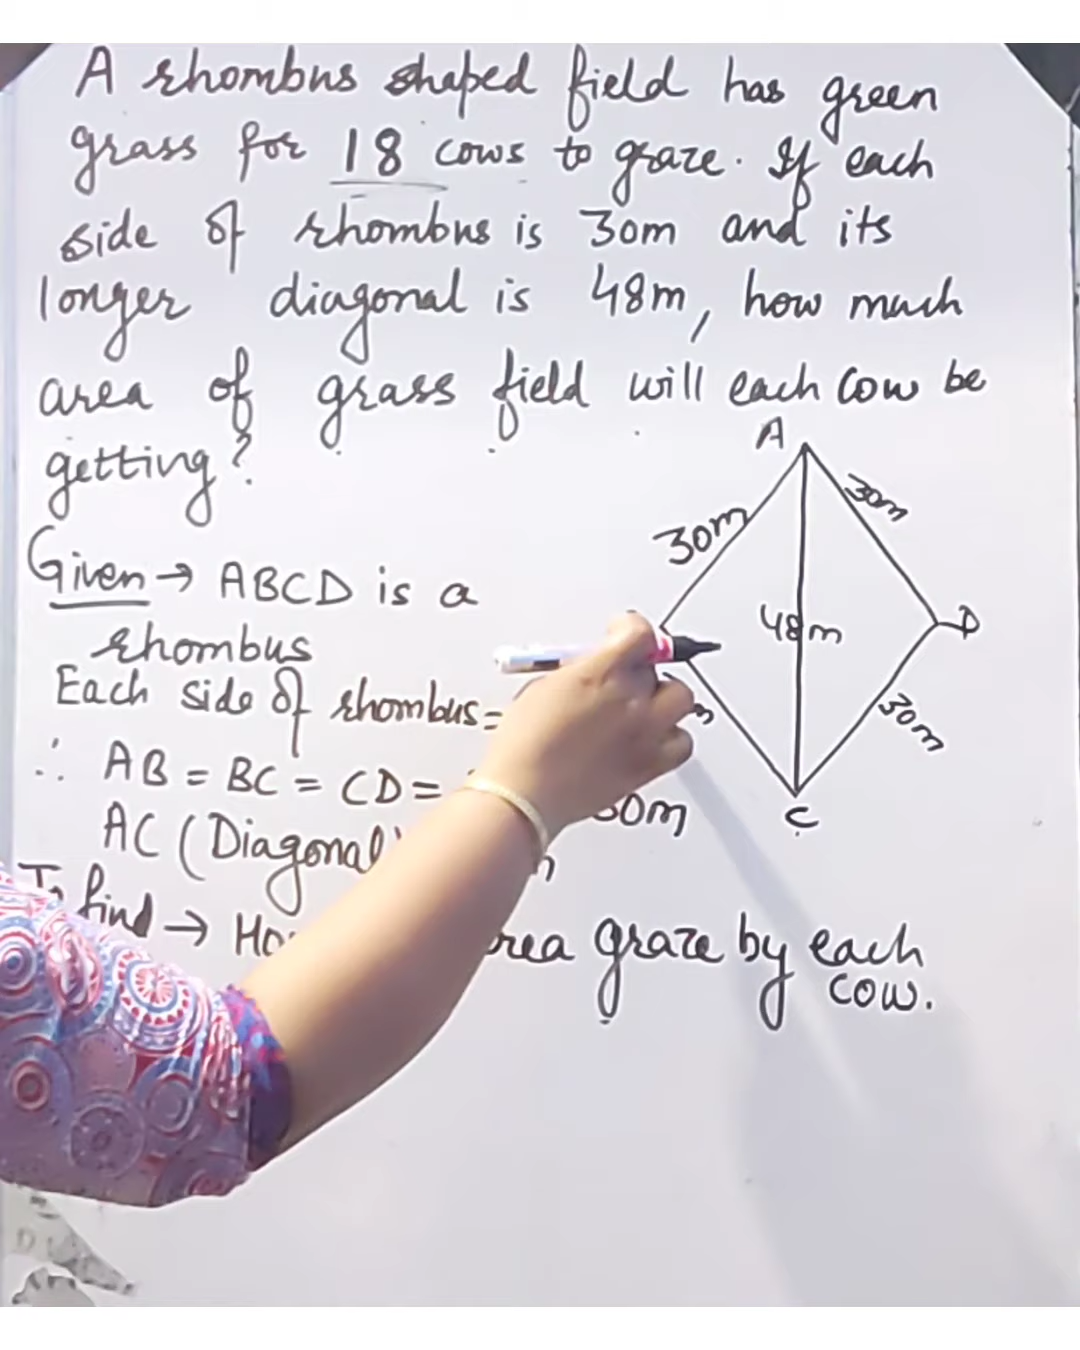 A rhombus shaped field has green
grass for 18 cows to graze. If each
side of rhombus is 30m and its
longer diagonal is 48m, how much
area of grass field will each cow be
getting?
A
30m
30m
48m
D
30m
m
C
Given → ABCD is a
rhombus
Each side of rhombus =
∴ AB = BC = CD =
30m
AC (Diagonal)
To find → Ho
rea graze by each
cow.